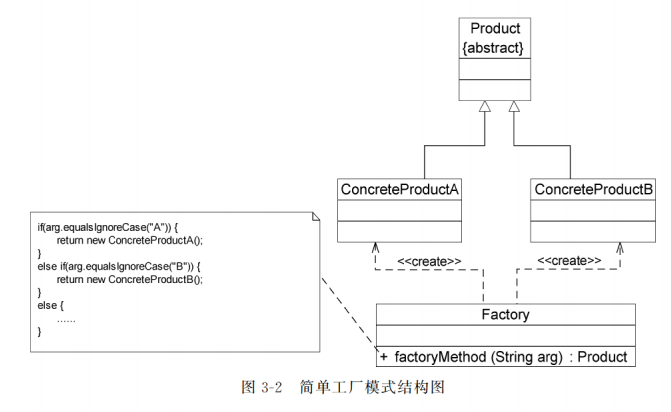 Product
{abstract}
ConcreteProductA
ConcreteProductB
if(arg.equalsIgnoreCase("A")) {
return new ConcreteProductA();
}
else if(arg.equalsIgnoreCase("B")) {
return new ConcreteProductB();
}
else {
......
}
<<create>>
<<create>>
Factory
+ factoryMethod (String arg) : Product
图 3-2 简单工厂模式结构图